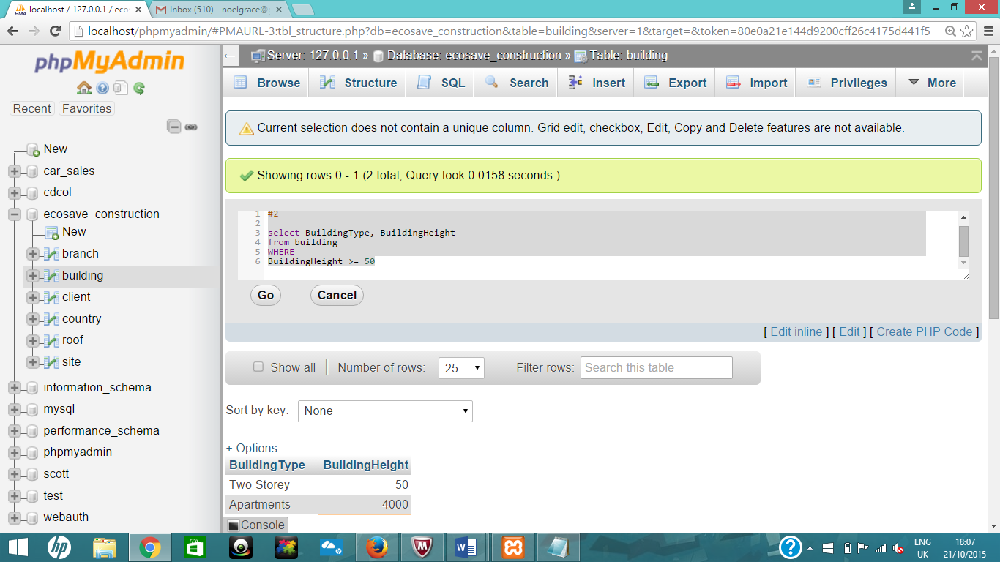 localhost / 127.0.0.1 / eco
Inbox (510) - noelgrace@
localhost/phpmyadmin/#PMAURL-3:tbl_structure.php?db=ecosave_construction&table=building&server=1&target=&token=80e0a21e144d9200cff26c4175d441f5
phpMyAdmin
Recent Favorites
New
car_sales
cdcol
ecosave_construction
New
branch
building
client
country
roof
site
information_schema
mysql
performance_schema
phpmyadmin
scott
test
webauth
Server: 127.0.0.1 » Database: ecosave_construction » Table: building
Browse Structure SQL Search Insert Export Import Privileges More
Current selection does not contain a unique column. Grid edit, checkbox, Edit, Copy and Delete features are not available.
Showing rows 0 - 1 (2 total, Query took 0.0158 seconds.)
1 #2
2
3 select BuildingType, BuildingHeight
4 from building
5 WHERE
6 BuildingHeight >= 50
Go Cancel
[ Edit inline ] [ Edit ] [ Create PHP Code ]
Show all Number of rows: 25 Filter rows: Search this table
Sort by key: None
+ Options
BuildingType BuildingHeight
Two Storey 50
Apartments 4000
Console
ENG 18:07
UK 21/10/2015